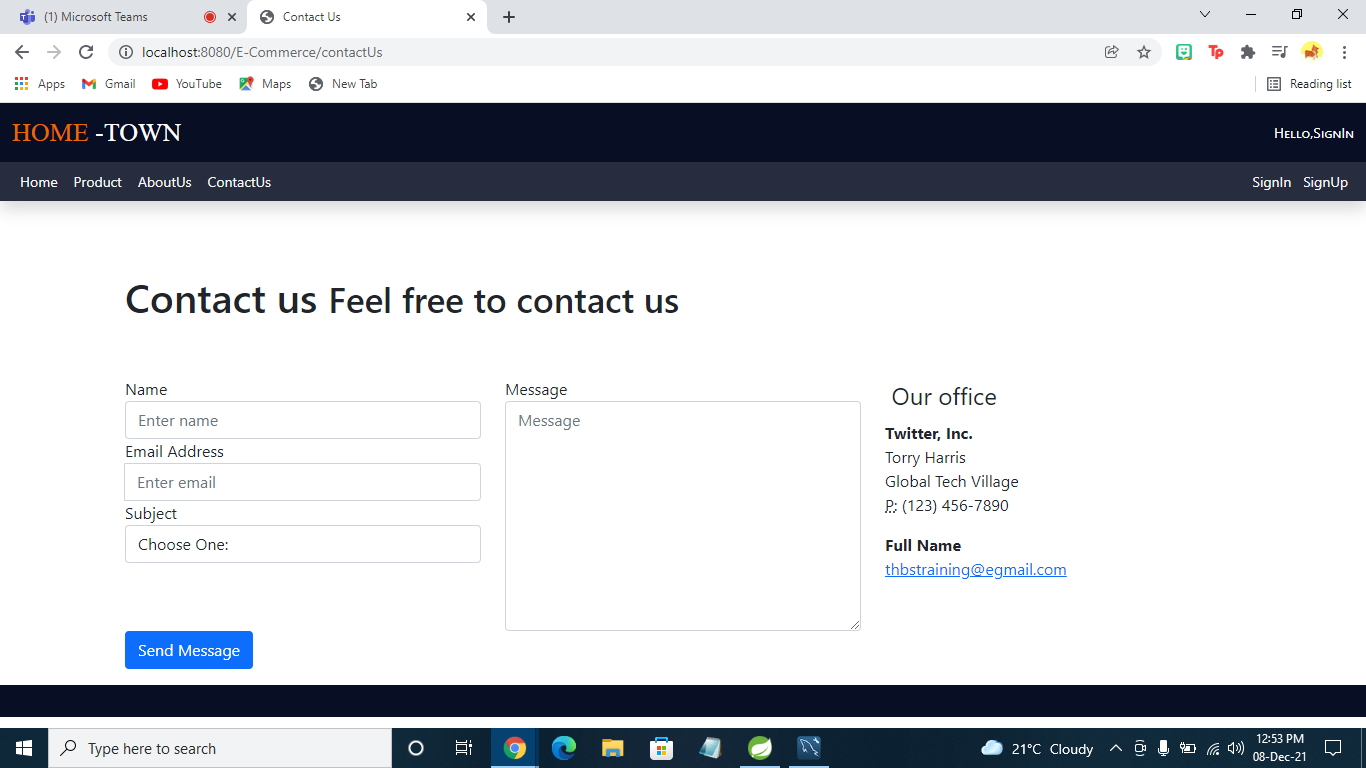 (1) Microsoft Teams
Contact Us
localhost:8080/E-Commerce/contactUs
Apps
Gmail
YouTube
Maps
New Tab
Reading list
HOME -TOWN
Hello,SignIn
Home
Product
AboutUs
ContactUs
SignIn
SignUp
Contact us Feel free to contact us
Name
Enter name
Email Address
Enter email
Subject
Choose One:
Send Message
Message
Message
Our office
Twitter, Inc.
Torry Harris
Global Tech Village
P: (123) 456-7890
Full Name
thbstraining@egmail.com
Type here to search
21°C Cloudy
12:53 PM
08-Dec-21